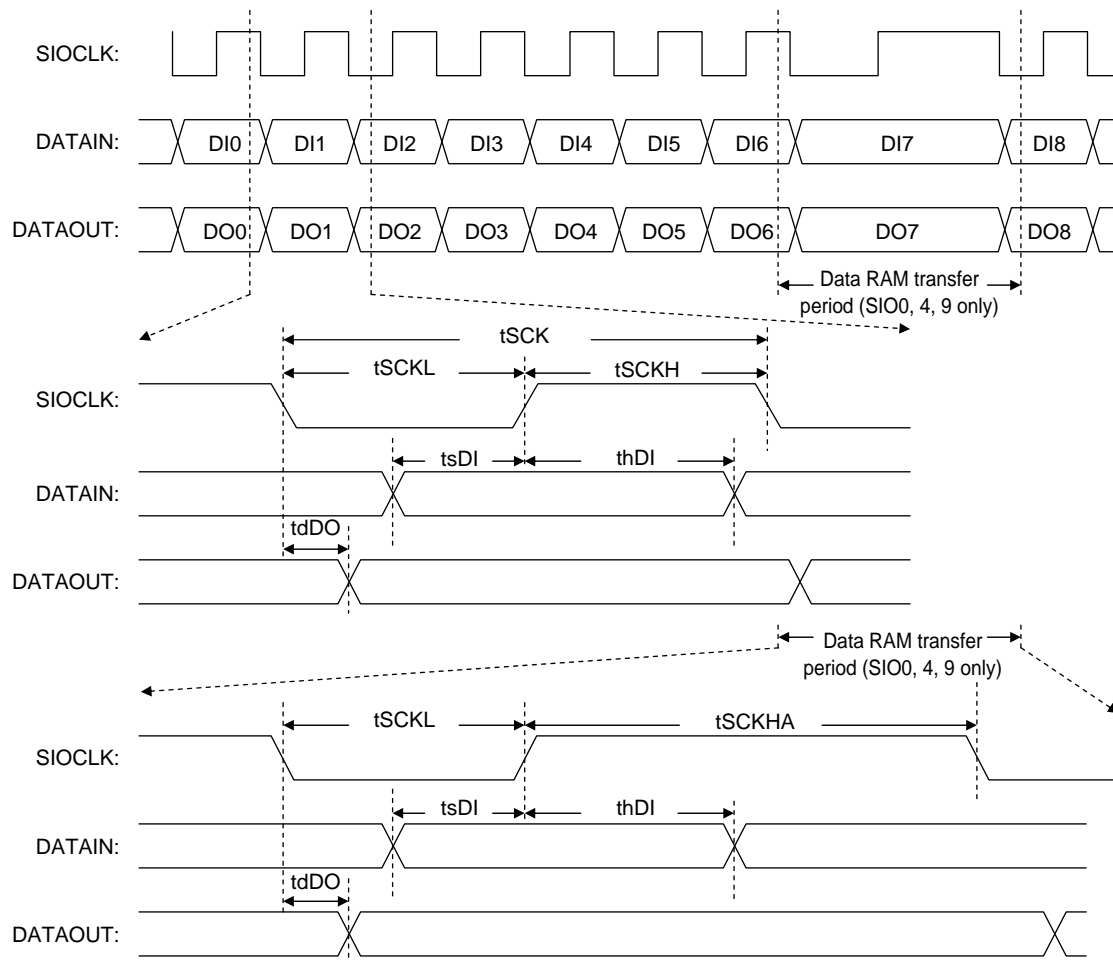 SIOCLK:
DATAIN: DI0 DI1 DI2 DI3 DI4 DI5 DI6 DI7 DI8
DATAOUT: DO0 DO1 DO2 DO3 DO4 DO5 DO6 DO7 DO8
Data RAM transfer
period (SIO0, 4, 9 only)
tSCK
tSCKL tSCKH
SIOCLK:
tsDI thDI
DATAIN:
tdDO
DATAOUT:
Data RAM transfer
period (SIO0, 4, 9 only)
tSCKL tSCKHA
SIOCLK:
tsDI thDI
DATAIN:
tdDO
DATAOUT: